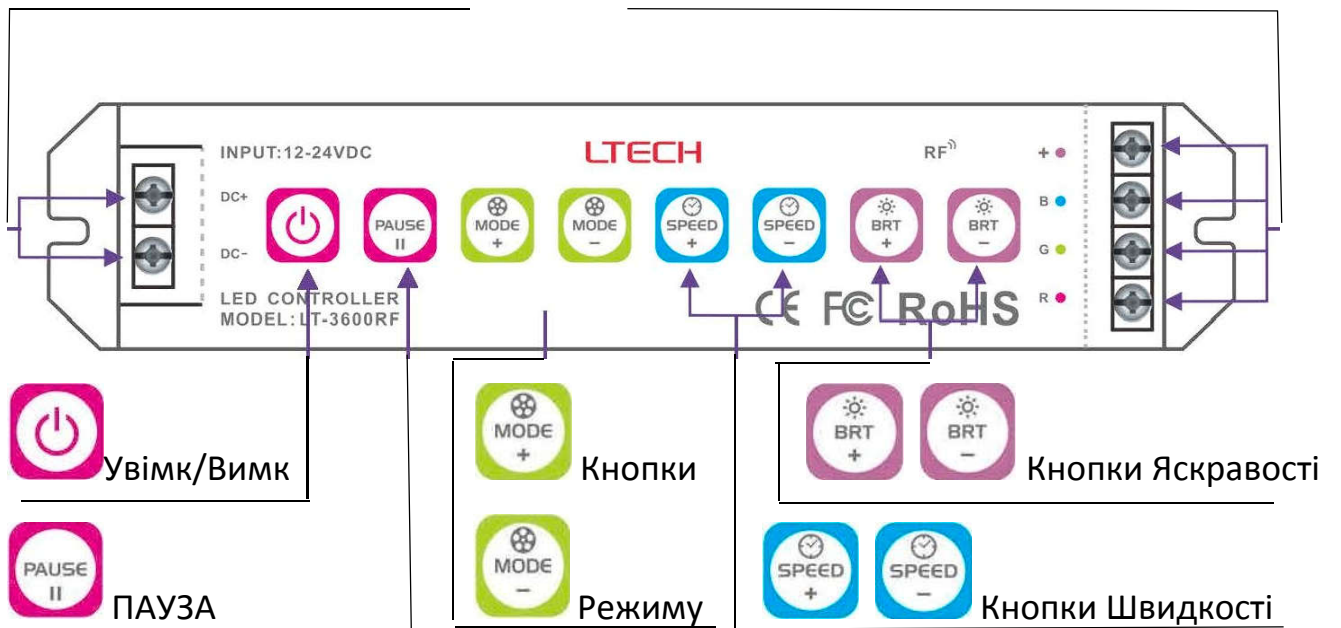 INPUT:12-24VDC LTECH RF + B G R
DC+ PAUSE II MODE + MODE − SPEED + SPEED − BRT + BRT −
DC−
LED CONTROLLER
MODEL: LT-3600RF CE FC RoHS
Увімк/Вимк MODE + Кнопки BRT + BRT − Кнопки Яскравості
PAUSE II ПАУЗА MODE − Режиму SPEED + SPEED − Кнопки Швидкості